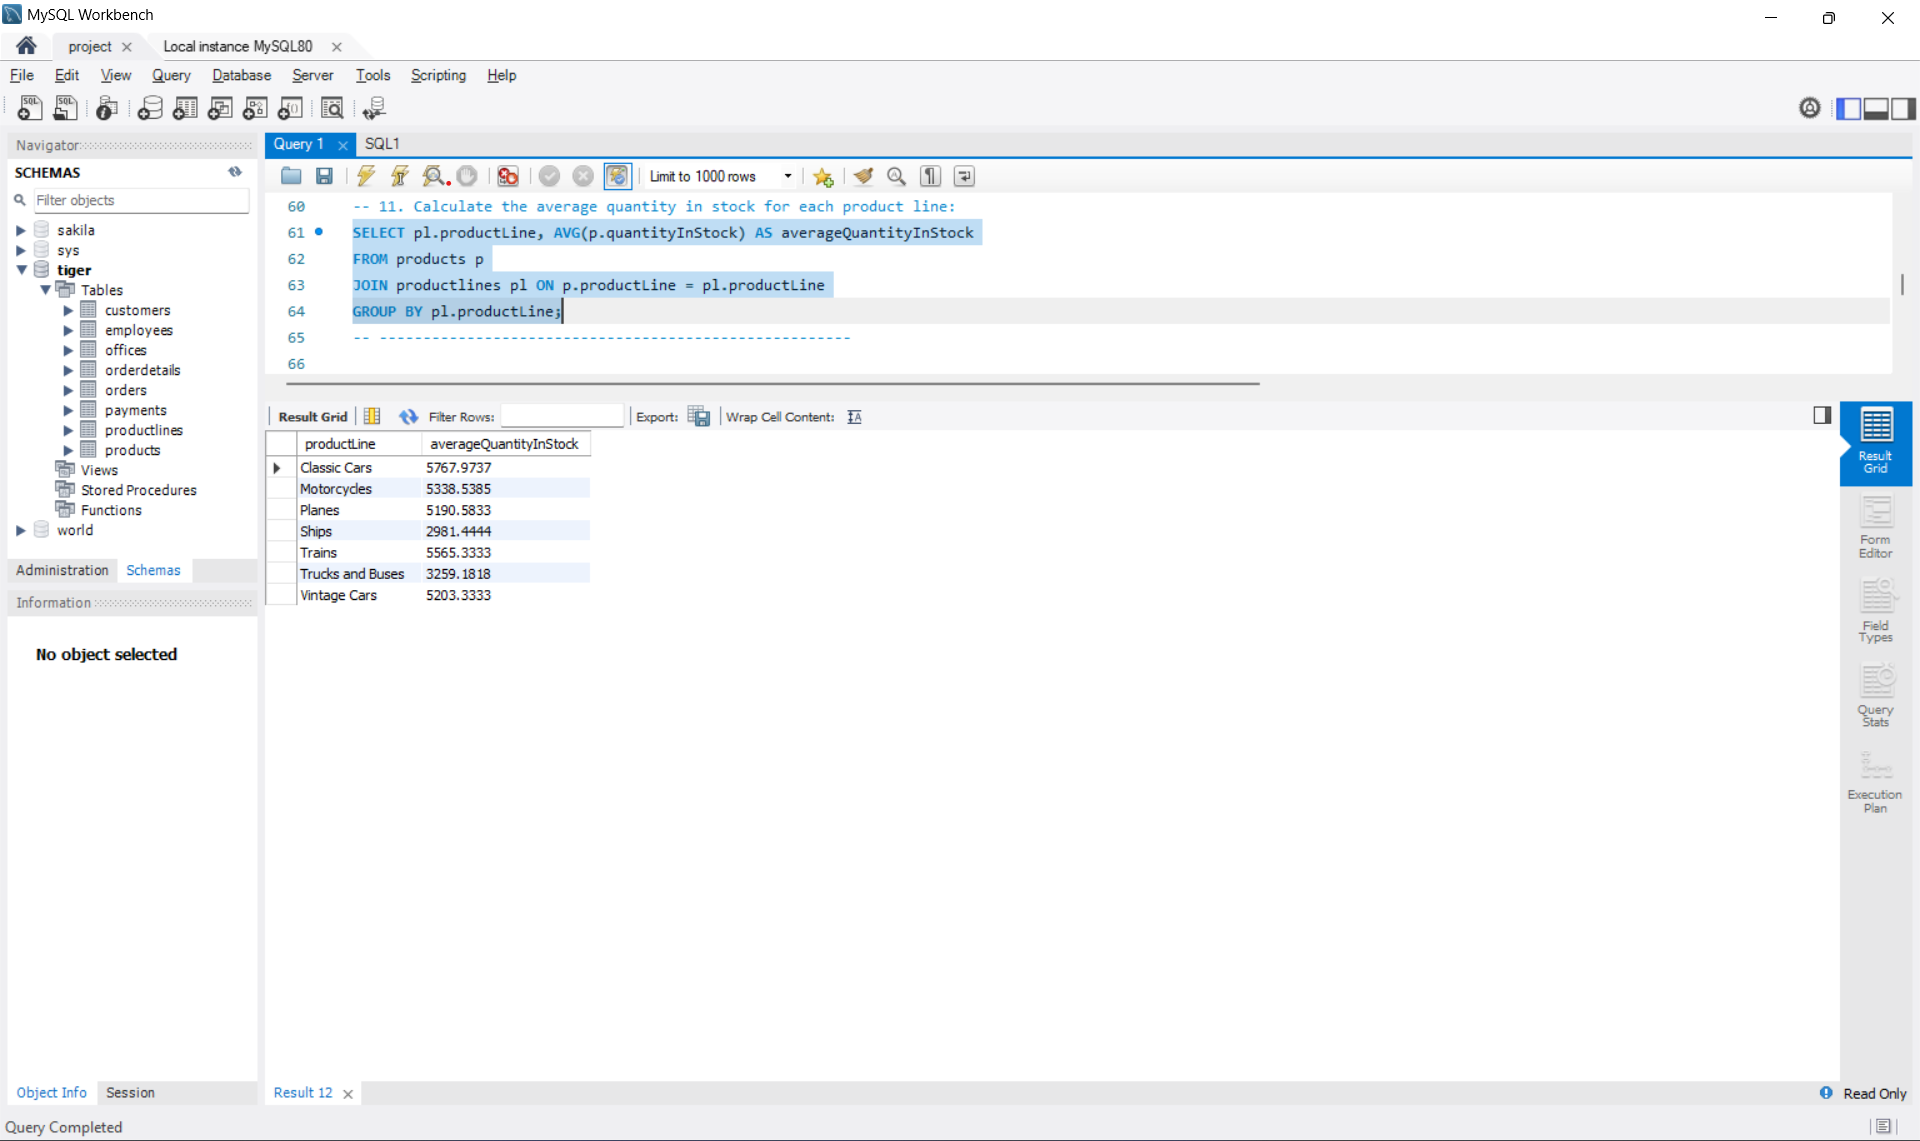 MySQL Workbench
project
Local instance MySQL80
File Edit View Query Database Server Tools Scripting Help
Navigator
SCHEMAS
Filter objects
sakila
sys
tiger
Tables
customers
employees
offices
orderdetails
orders
payments
productlines
products
Views
Stored Procedures
Functions
world
Administration Schemas
Information
No object selected
Object Info Session
Query 1 SQL1
Limit to 1000 rows
60 -- 11. Calculate the average quantity in stock for each product line:
61 SELECT pl.productLine, AVG(p.quantityInStock) AS averageQuantityInStock
62 FROM products p
63 JOIN productlines pl ON p.productLine = pl.productLine
64 GROUP BY pl.productLine;
65 -- ------------------------------------------------------
66
Result Grid Filter Rows: Export: Wrap Cell Content:
productLine averageQuantityInStock
Classic Cars 5767.9737
Motorcycles 5338.5385
Planes 5190.5833
Ships 2981.4444
Trains 5565.3333
Trucks and Buses 3259.1818
Vintage Cars 5203.3333
Result
Grid
Form
Editor
Field
Types
Query
Stats
Execution
Plan
Result 12
Read Only
Query Completed